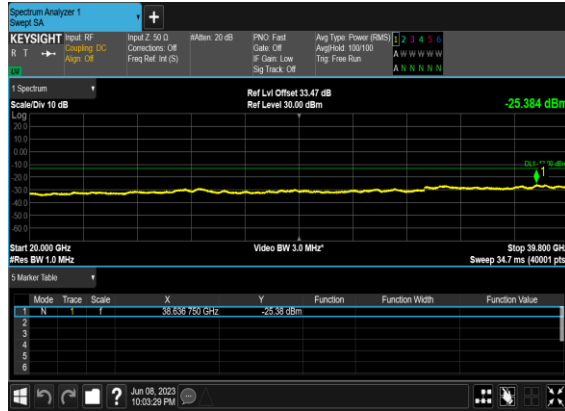 Spectrum Analyzer 1
Swept SA
+
KEYSIGHT Input: RF Input Z: 50 Ω #Atten: 20 dB PNO: Fast Avg Type: Power (RMS) 1 2 3 4 5 6
R T Coupling: DC Corrections: Off Gate: Off Avg|Hold: 100/100 A W W W W W
Align: Off Freq Ref: Int (S) IF Gain: Low Trig: Free Run
Sig Track: Off A N N N N N
1 Spectrum
Ref Lvl Offset 33.47 dB
Scale/Div 10 dB Ref Level 30.00 dBm -25.384 dBm
Log
20.0
10.0
0.00
-10.0
-20.0
-30.0
-40.0
-50.0
-60.0
1
Start 20.000 GHz Video BW 3.0 MHz* Stop 39.800 GHz
#Res BW 1.0 MHz Sweep 34.7 ms (40001 pts)
5 Marker Table
Mode Trace Scale X Y Function Function Width Function Value
1 N 1 f 38.636 750 GHz -25.38 dBm
2
3
4
5
6
? Jun 08, 2023
10:03:29 PM